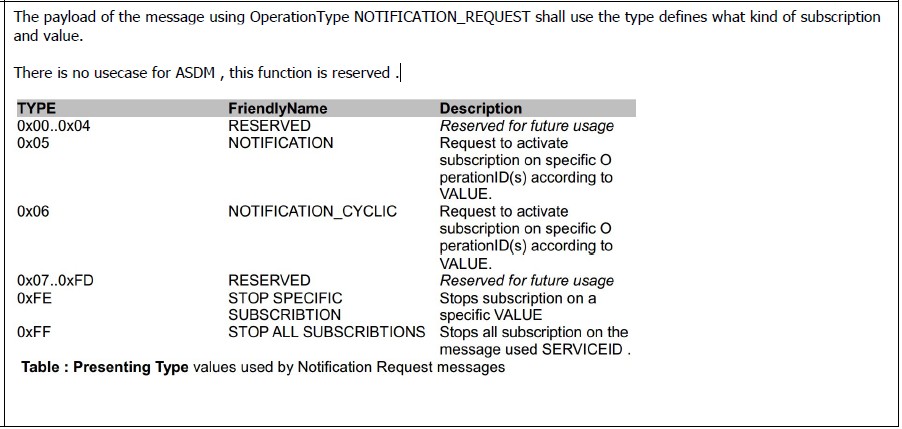 The payload of the message using OperationType NOTIFICATION_REQUEST shall use the type defines what kind of subscription
and value.
There is no usecase for ASDM , this function is reserved .
TYPE FriendlyName Description
0x00..0x04 RESERVED Reserved for future usage
0x05 NOTIFICATION Request to activate
subscription on specific O
perationID(s) according to
VALUE.
0x06 NOTIFICATION_CYCLIC Request to activate
subscription on specific O
perationID(s) according to
VALUE.
0x07..0xFD RESERVED Reserved for future usage
0xFE STOP SPECIFIC Stops subscription on a
SUBSCRIBTION specific VALUE
0xFF STOP ALL SUBSCRIBTIONS Stops all subscription on the
message used SERVICEID .
Table : Presenting Type values used by Notification Request messages